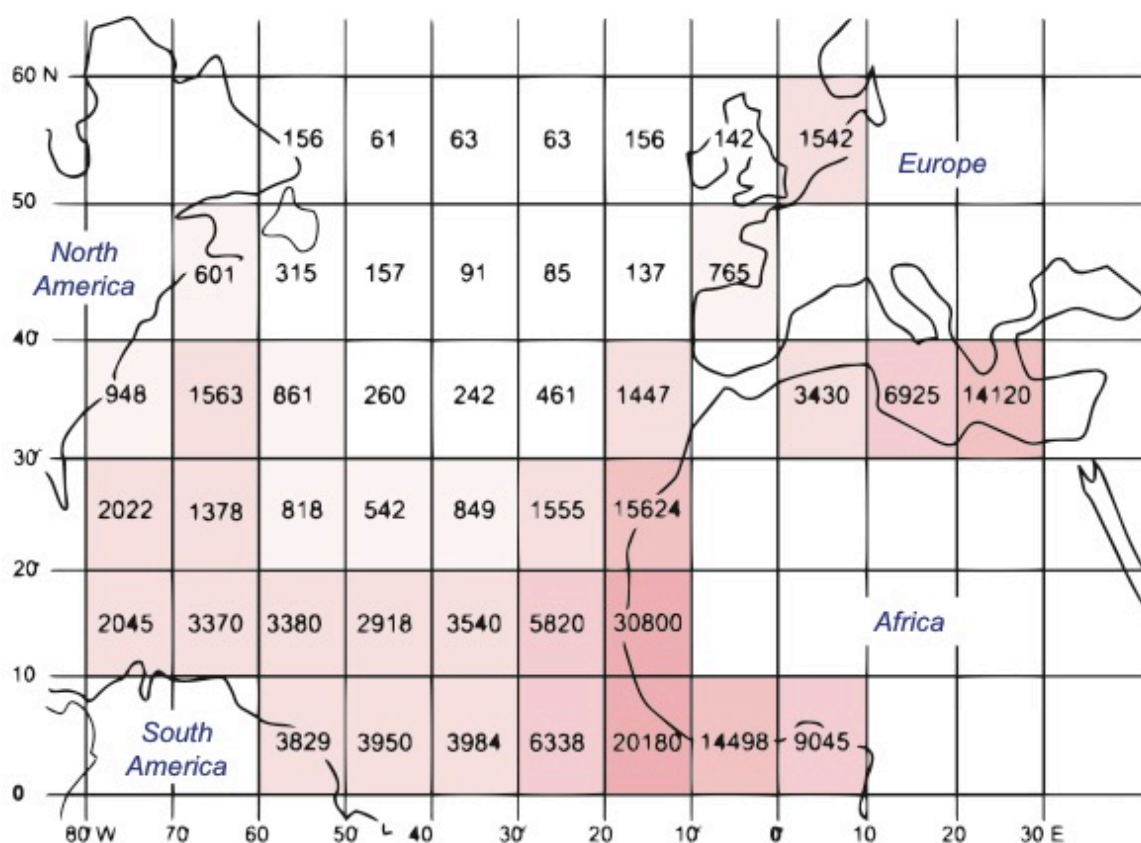 60 N
156 61 63 63 156 142 1542
Europe
50
North
America
601 315 157 91 85 137 765
40
948 1563 861 260 242 461 1447 3430 6925 14120
30
2022 1378 818 542 849 1555 15624
20
2045 3370 3380 2918 3540 5820 30800
Africa
10
South
America
3829 3950 3984 6338 20180 14498 9045
0
80 W 70 60 50 40 30 20 10 0 10 20 30 E